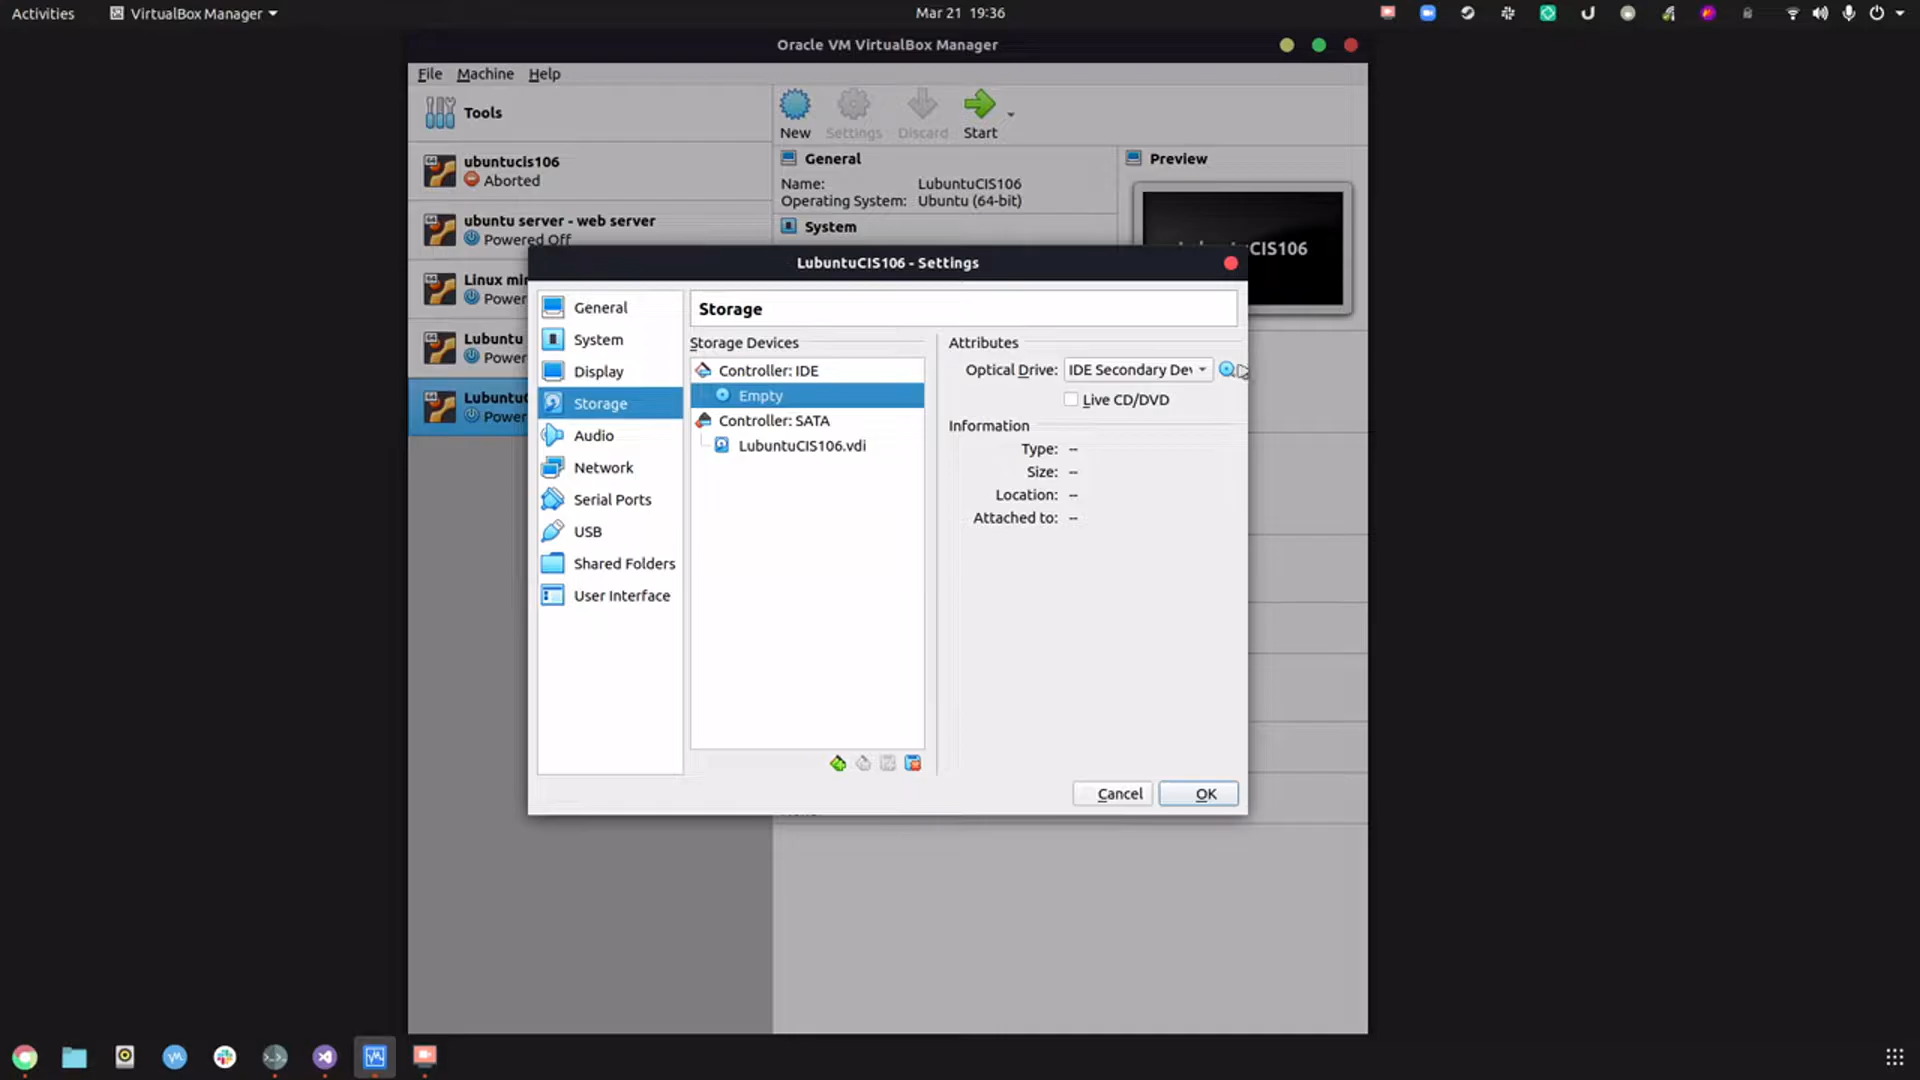 Activities
VirtualBox Manager
Mar 21 19:36
Oracle VM VirtualBox Manager
File Machine Help
Tools
New Settings Discard Start
ubuntucis106
Aborted
General
Name: LubuntuCIS106
Operating System: Ubuntu (64-bit)
Preview
ubuntu server - web server
Powered Off
System
CIS106
Linux
Lubuntu
LubuntuCIS106 - Settings
General
System
Display
Storage
Audio
Network
Serial Ports
USB
Shared Folders
User Interface
Storage
Storage Devices
Controller: IDE
Empty
Controller: SATA
LubuntuCIS106.vdi
Attributes
Optical Drive: IDE Secondary
Live CD/DVD
Information
Type: --
Size: --
Location: --
Attached to: --
Cancel OK